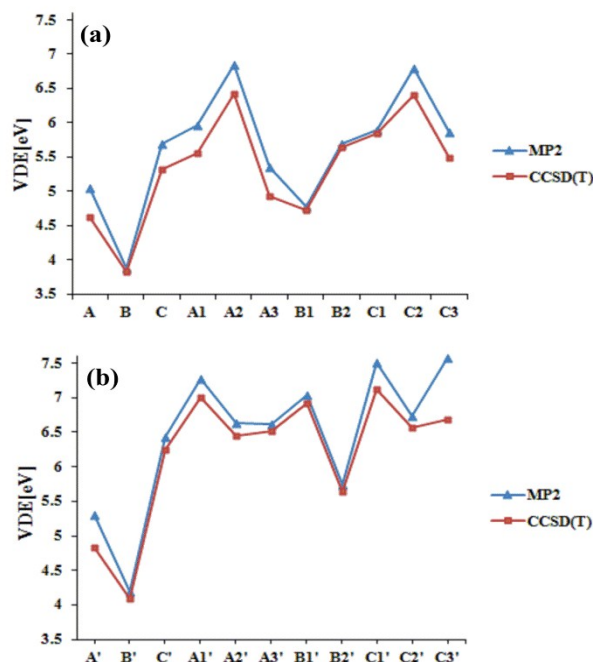 (a)
7.5
7
6.5
6
5.5
5
4.5
4
3.5
VDE[eV]
A B C A1 A2 A3 B1 B2 C1 C2 C3
MP2
CCSD(T)
(b)
7.5
7
6.5
6
5.5
5
4.5
4
3.5
VDE[eV]
A' B' C' A1' A2' A3' B1' B2' C1' C2' C3'
MP2
CCSD(T)